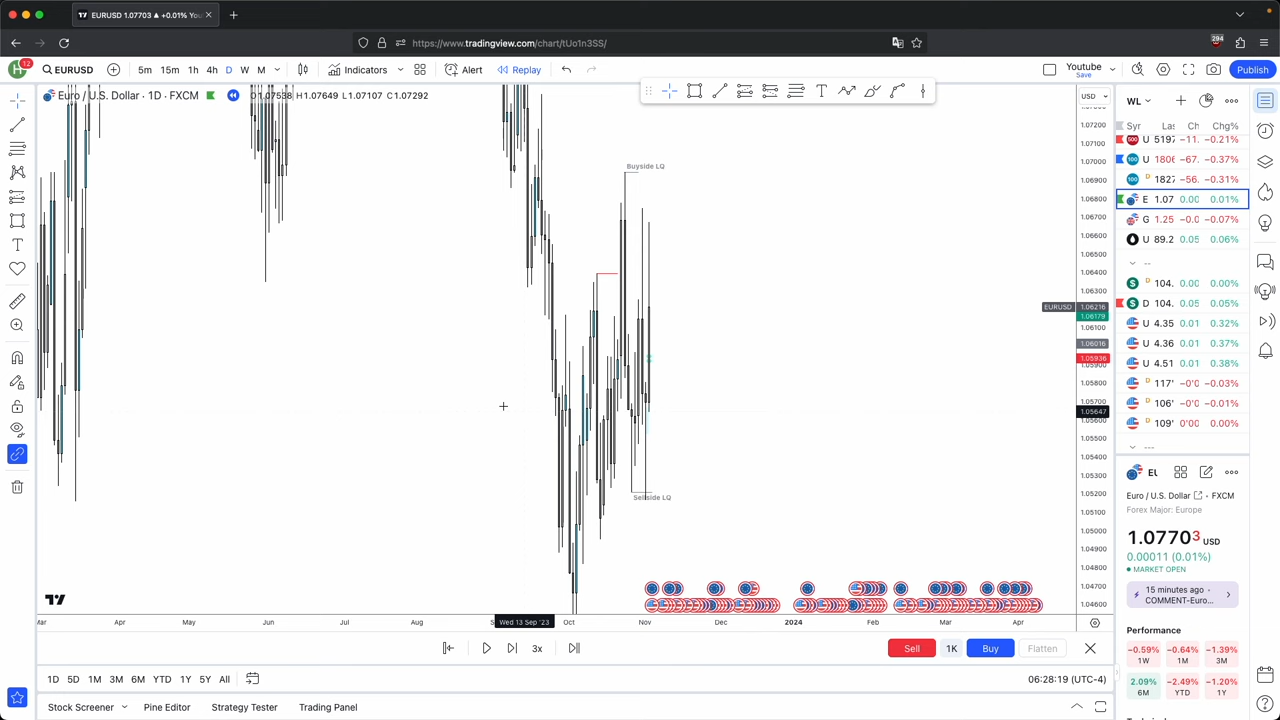 EURUSD 1.07703 ▲ +0.01% Yo
https://www.tradingview.com/chart/tUo1n3SS/
294
12
EURUSD
5m 15m 1h 4h D W M
Indicators
Alert
Replay
Youtube
Save
Publish
Euro / U.S. Dollar · 1D · FXCM
O1.07538 H1.07649 L1.07107 C1.07292
USD
WL
Syr Las Ch Chg%
500 U 5197 −11. −0.21%
100 U 1806 −67. −0.37%
100 D 1827 −56. −0.31%
E 1.07 0.00 0.01%
G 1.25 −0.0 −0.07%
U 89.2 0.05 0.06%
--
D 104. 0.00 0.00%
D 104. 0.05 0.05%
U 4.35 0.01 0.32%
U 4.36 0.01 0.37%
U 4.51 0.01 0.38%
117' −0'0 −0.03%
106' −0'0 −0.01%
109' 0'00 0.00%
---
Buyside LQ
Sellside LQ
1.07200
1.07100
1.07000
1.06900
1.06800
1.06700
1.06600
1.06500
1.06400
1.06300
EURUSD 1.06216
1.06179
1.06100
1.06016
1.05936
1.05900
1.05800
1.05700
1.05647
1.05600
1.05500
1.05400
1.05300
1.05200
1.05100
1.05000
1.04900
1.04800
1.04700
1.04600
EU
Euro / U.S. Dollar · FXCM
Forex Major: Europe
1.07703 USD
0.00011 (0.01%)
MARKET OPEN
15 minutes ago ·
COMMENT-Euro...
Performance
−0.59% −0.64% −1.39%
1W 1M 3M
2.09% −2.49% −1.20%
6M YTD 1Y
Mar Apr May Jun Jul Aug Wed 13 Sep '23 Oct Nov Dec 2024 Feb Mar Apr
3x
Sell 1K Buy Flatten
1D 5D 1M 3M 6M YTD 1Y 5Y All
06:28:19 (UTC-4)
Stock Screener Pine Editor Strategy Tester Trading Panel